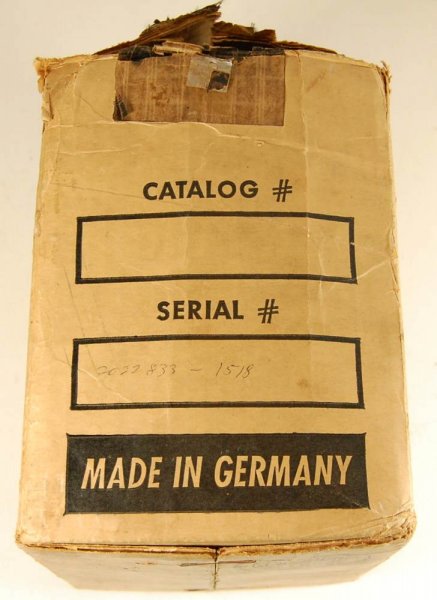 CATALOG #
SERIAL #
2022833 - 1518
MADE IN GERMANY